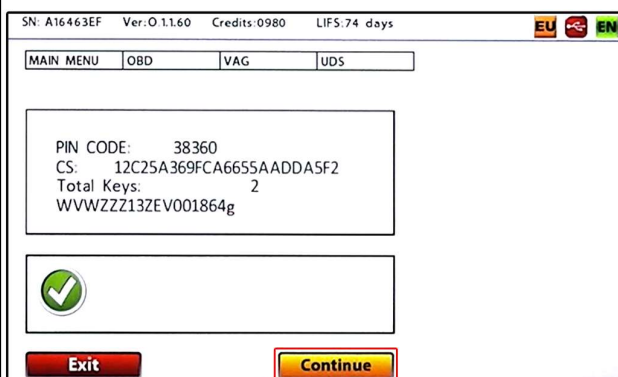 SN: A16463EF Ver:O.1.1.60 Credits:0980 LIFS:74 days EU EN
MAIN MENU OBD VAG UDS
PIN CODE: 38360
CS: 12C25A369FCA6655AADDA5F2
Total Keys: 2
WVWZZZ13ZEV001864g
Exit Continue